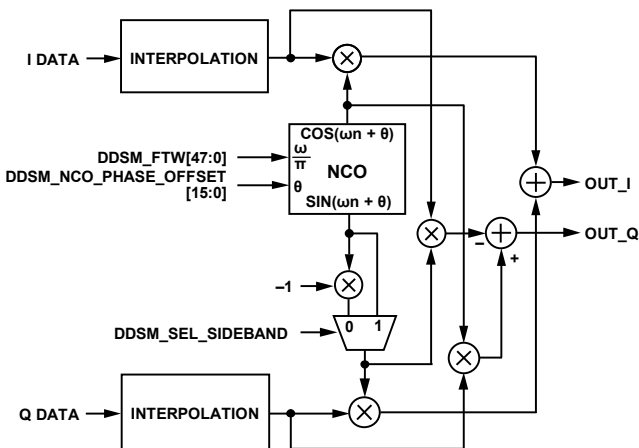 I DATA
INTERPOLATION
×
COS(ωn + θ)
DDSM_FTW[47:0]
ω
π
NCO
DDSM_NCO_PHASE_OFFSET
[15:0]
θ
SIN(ωn + θ)
+
OUT_I
×
–
+
OUT_Q
+
–1
×
0
1
DDSM_SEL_SIDEBAND
×
Q DATA
INTERPOLATION
×